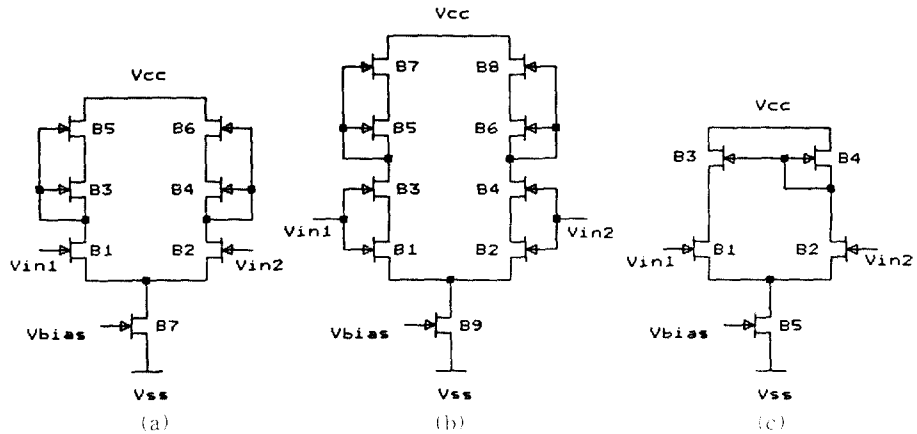 Vcc
B5
B6
B3
B4
B1
B2
Vin1
Vin2
Vbias
B7
Vss
(a)
Vcc
B7
B8
B5
B6
B3
B4
Vin1
Vin2
B1
B2
Vbias
B9
Vss
(b)
Vcc
B3
B4
B1
B2
Vin1
Vin2
Vbias
B5
Vss
(c)